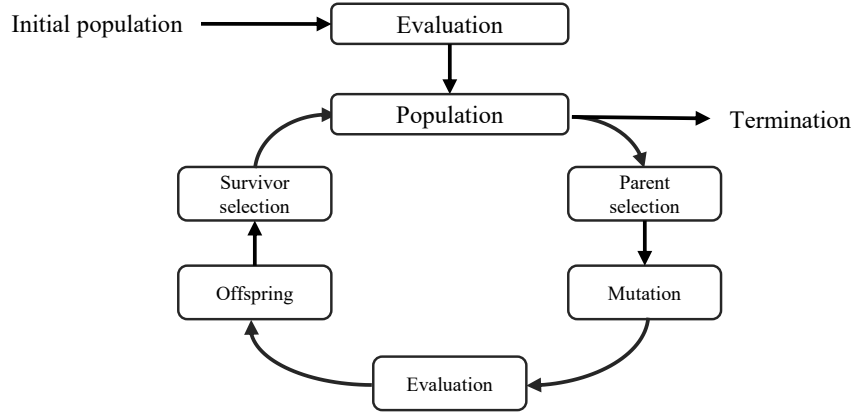 Initial population
Evaluation
Population
Termination
Survivor
selection
Parent
selection
Offspring
Mutation
Evaluation